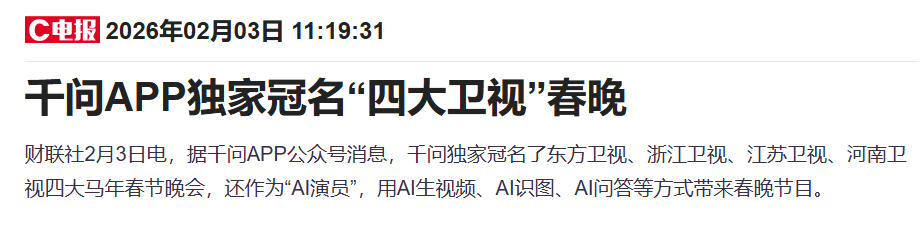 C电报 2026年02月03日 11:19:31
千问APP独家冠名“四大卫视”春晚
财联社2月3日电，据千问APP公众号消息，千问独家冠名了东方卫视、浙江卫视、江苏卫视、河南卫
视四大马年春节晚会，还作为“AI演员”，用AI生视频、AI识图、AI问答等方式带来春晚节目。